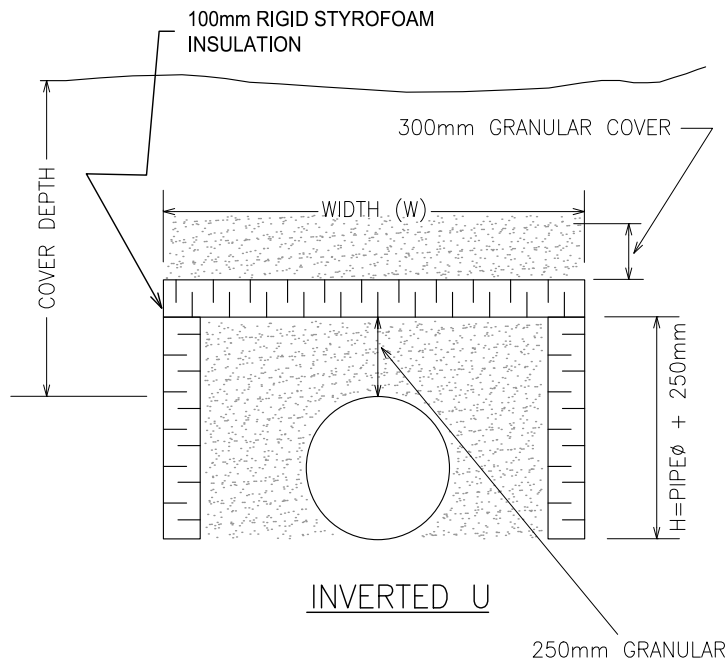 100mm RIGID STYROFOAM
INSULATION
300mm GRANULAR COVER
COVER DEPTH
WIDTH (W)
H=PIPEØ + 250mm
INVERTED U
250mm GRANULAR